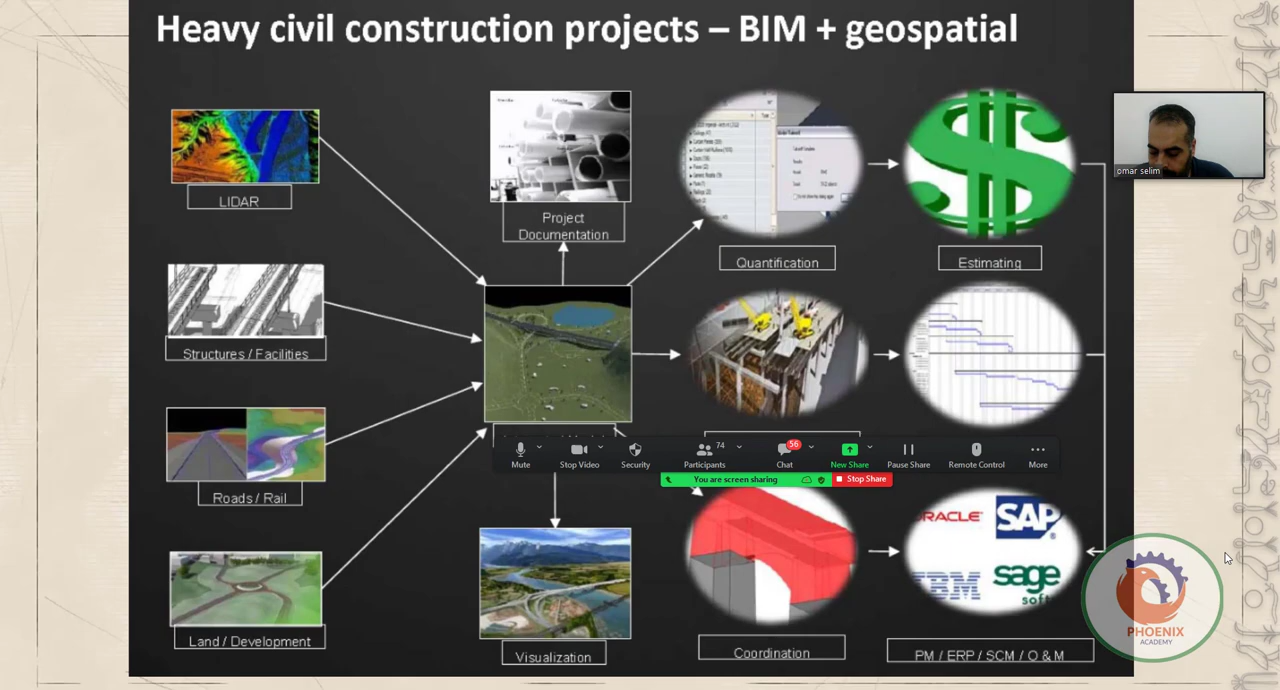 Heavy civil construction projects – BIM + geospatial
LIDAR
Structures / Facilities
Roads / Rail
Land / Development
Project
Documentation
Visualization
Quantification
Estimating
Coordination
ORACLE
SAP
IBM
sage
soft
PM / ERP / SCM / O & M
omar selim
Mute
Stop Video
Security
Participants
74
Chat
56
New Share
Pause Share
Remote Control
More
You are screen sharing
Stop Share
PHOENIX
ACADEMY